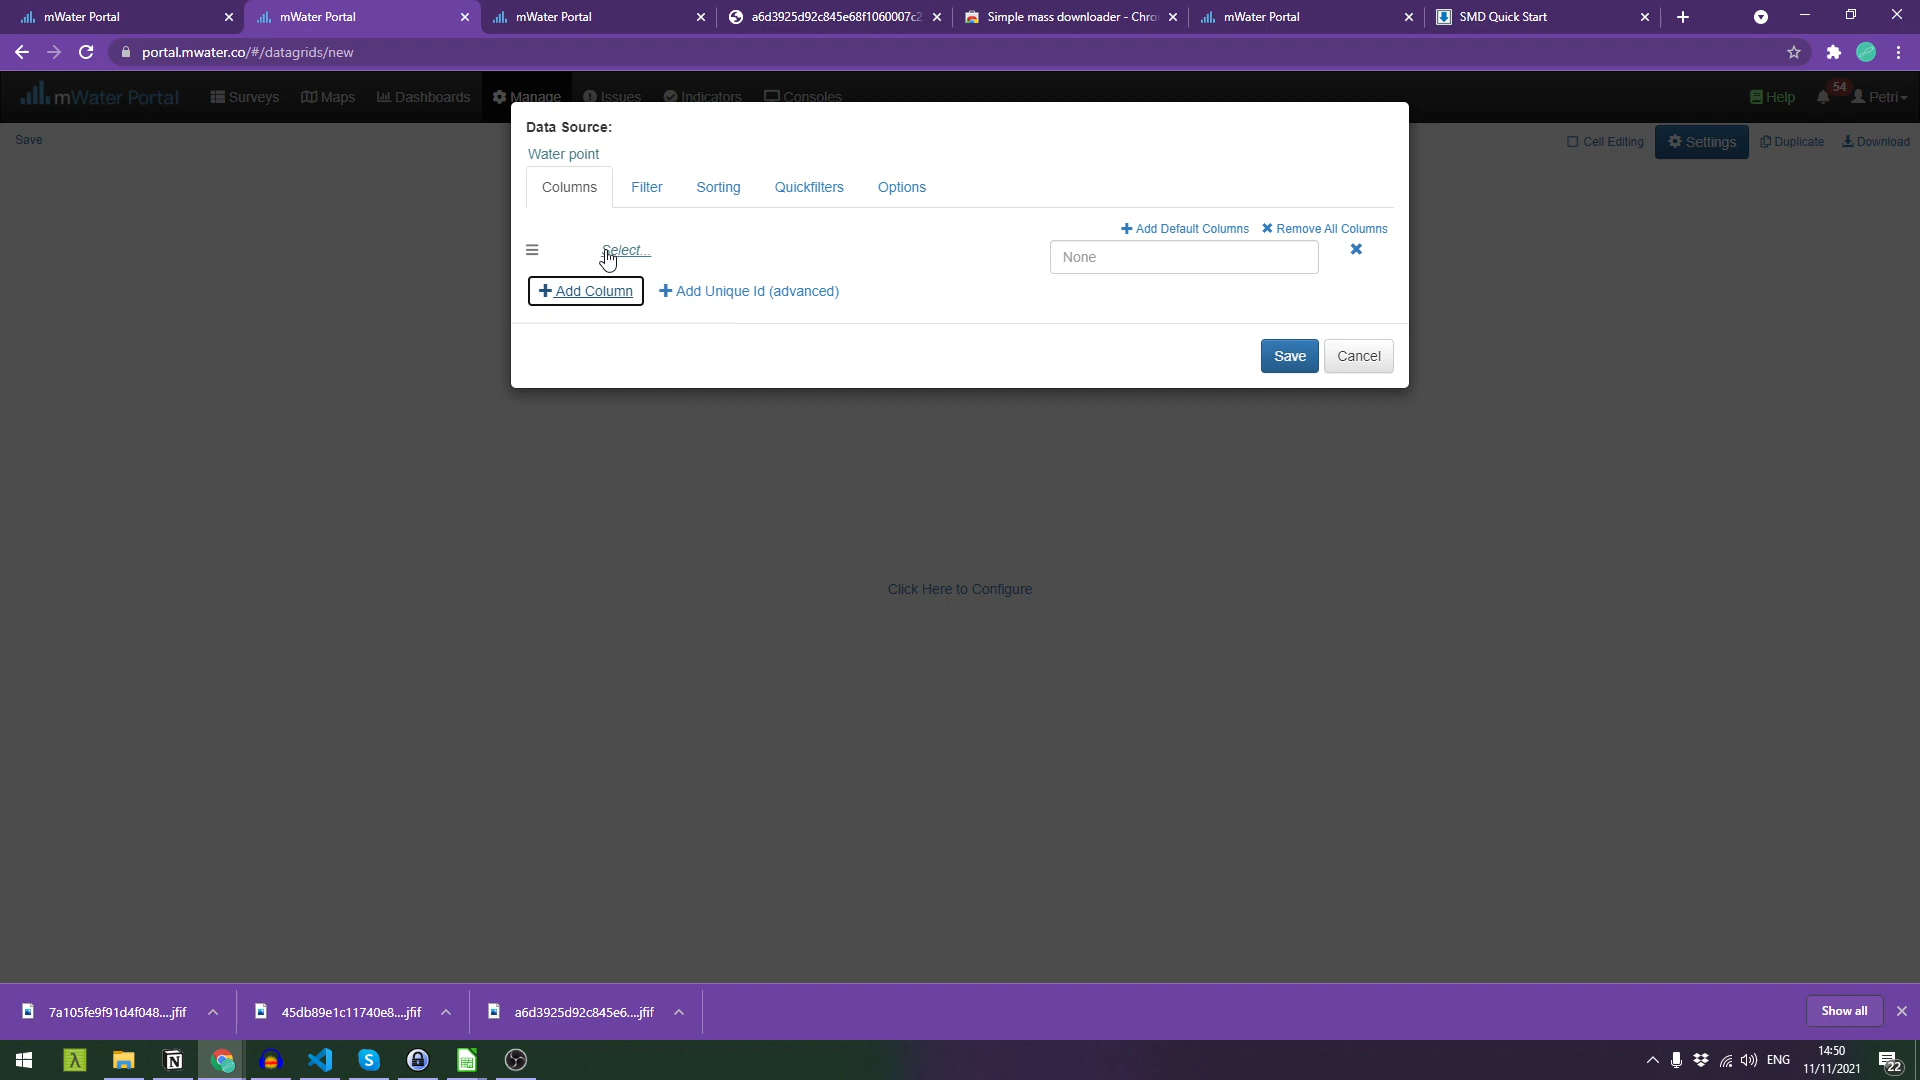 mWater Portal
mWater Portal
mWater Portal
a6d3925d92c845e68f1060007c2
Simple mass downloader - Chro
mWater Portal
SMD Quick Start
portal.mwater.co/#/datagrids/new
mWater Portal
Surveys
Maps
Dashboards
Manage
Issues
Indicators
Consoles
Help
54
Petri
Save
Cell Editing
Settings
Duplicate
Download
Data Source:
Water point
Columns
Filter
Sorting
Quickfilters
Options
Add Default Columns
Remove All Columns
Select...
None
Add Column
Add Unique Id (advanced)
Save
Cancel
Click Here to Configure
7a105fe9f91d4f048....jfif
45db89e1c11740e8....jfif
a6d3925d92c845e6....jfif
Show all
ENG
14:50
11/11/2021
22